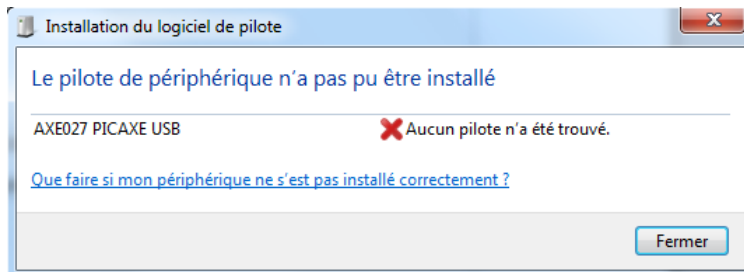 Installation du logiciel de pilote
Le pilote de périphérique n'a pas pu être installé
AXE027 PICAXE USB
Aucun pilote n'a été trouvé.
Que faire si mon périphérique ne s'est pas installé correctement ?
Fermer